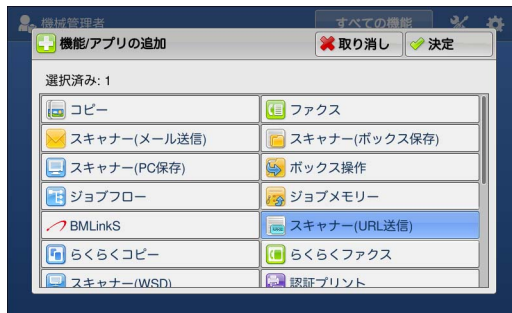 機械管理者
すべての機能
機能/アプリの追加
取り消し
決定
選択済み: 1
コピー
ファクス
スキャナー(メール送信)
スキャナー(ボックス保存)
スキャナー(PC保存)
ボックス操作
ジョブフロー
ジョブメモリー
BMLinkS
スキャナー(URL送信)
らくらくコピー
らくらくファクス
スキャナー(WSD)
認証プリント